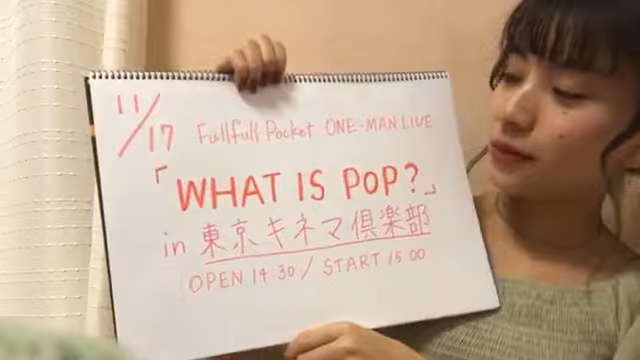 11/17
Fullfull Pocket ONE-MAN LIVE
「WHAT IS POP?」
in 東京キネマ倶楽部
OPEN 14 30 / START 15 00